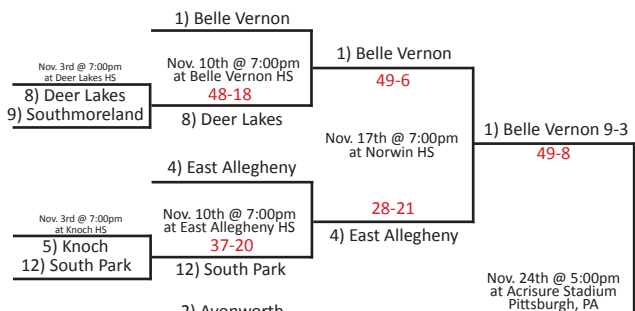 1) Belle Vernon
Nov. 3rd @ 7:00pm
at Deer Lakes HS
8) Deer Lakes
9) Southmoreland
Nov. 10th @ 7:00pm
at Belle Vernon HS
48-18
8) Deer Lakes
1) Belle Vernon
49-6
Nov. 17th @ 7:00pm
at Norwin HS
1) Belle Vernon 9-3
49-8
4) East Allegheny
Nov. 3rd @ 7:00pm
at Knoch HS
5) Knoch
12) South Park
Nov. 10th @ 7:00pm
at East Allegheny HS
37-20
12) South Park
28-21
4) East Allegheny
Nov. 24th @ 5:00pm
at Acrisure Stadium
Pittsburgh, PA
2) Avonworth